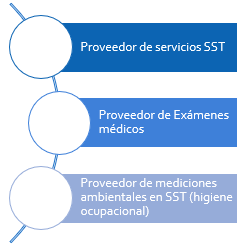 Proveedor de servicios SST
Proveedor de Exámenes
médicos
Proveedor de mediciones
ambientales en SST (higiene
ocupacional)